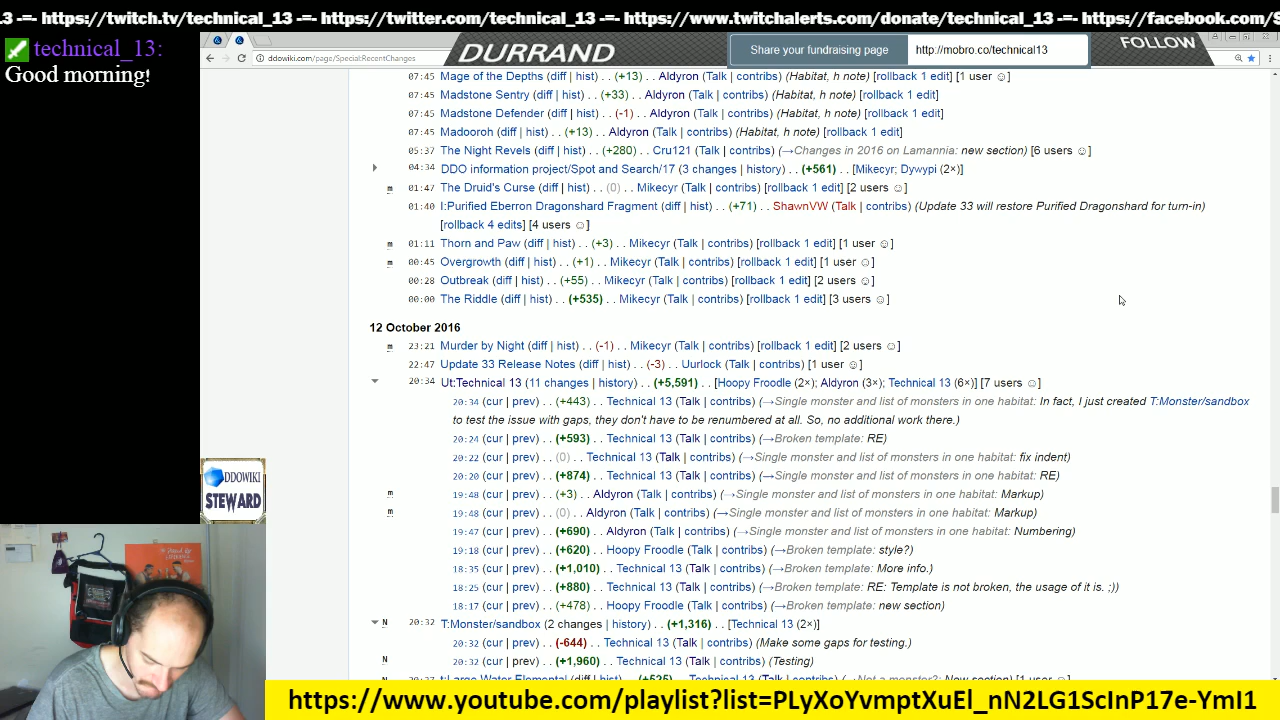 13 -=- https://twitch.tv/technical_13 -=- https://twitter.com/technical_13 -=- https://www.twitchalerts.com/donate/technical_13 -=- https://facebook.com/S
technical_13:
Good morning!
DURRAND
Share your fundraising page
http://mobro.co/technical13
FOLLOW
ddowiki.com/page/Special:RecentChanges
07:45 Mage of the Depths (diff | hist) . . (+13) . . Aldyron (Talk | contribs) (Habitat, h note) [rollback 1 edit] [1 user ☺]
07:45 Madstone Sentry (diff | hist) . . (+33) . . Aldyron (Talk | contribs) (Habitat, h note) [rollback 1 edit]
07:45 Madstone Defender (diff | hist) . . (-1) . . Aldyron (Talk | contribs) (Habitat, h note) [rollback 1 edit]
07:45 Madooroh (diff | hist) . . (+13) . . Aldyron (Talk | contribs) (Habitat, h note) [rollback 1 edit]
05:37 The Night Revels (diff | hist) . . (+280) . . Cru121 (Talk | contribs) (→Changes in 2016 on Lamannia: new section) [6 users ☺]
04:34 DDO information project/Spot and Search/17 (3 changes | history) . . (+561) . . [Mikecyr; Dywypi (2×)]
m 01:47 The Druid's Curse (diff | hist) . . (0) . . Mikecyr (Talk | contribs) [rollback 1 edit] [2 users ☺]
01:40 I:Purified Eberron Dragonshard Fragment (diff | hist) . . (+71) . . ShawnVW (Talk | contribs) (Update 33 will restore Purified Dragonshard for turn-in)
[rollback 4 edits] [4 users ☺]
m 01:11 Thorn and Paw (diff | hist) . . (+3) . . Mikecyr (Talk | contribs) [rollback 1 edit] [1 user ☺]
m 00:45 Overgrowth (diff | hist) . . (+1) . . Mikecyr (Talk | contribs) [rollback 1 edit] [1 user ☺]
00:28 Outbreak (diff | hist) . . (+55) . . Mikecyr (Talk | contribs) [rollback 1 edit] [2 users ☺]
00:00 The Riddle (diff | hist) . . (+535) . . Mikecyr (Talk | contribs) [rollback 1 edit] [3 users ☺]
12 October 2016
m 23:21 Murder by Night (diff | hist) . . (-1) . . Mikecyr (Talk | contribs) [rollback 1 edit] [2 users ☺]
22:47 Update 33 Release Notes (diff | hist) . . (-3) . . Uurlock (Talk | contribs) [1 user ☺]
20:34 Ut:Technical 13 (11 changes | history) . . (+5,591) . . [Hoopy Froodle (2×); Aldyron (3×); Technical 13 (6×)] [7 users ☺]
20:34 (cur | prev) . . (+443) . . Technical 13 (Talk | contribs) (→Single monster and list of monsters in one habitat: In fact, I just created T:Monster/sandbox
to test the issue with gaps, they don't have to be renumbered at all. So, no additional work there.)
20:24 (cur | prev) . . (+593) . . Technical 13 (Talk | contribs) (→Broken template: RE)
20:22 (cur | prev) . . (0) . . Technical 13 (Talk | contribs) (→Single monster and list of monsters in one habitat: fix indent)
20:20 (cur | prev) . . (+874) . . Technical 13 (Talk | contribs) (→Single monster and list of monsters in one habitat: RE)
m 19:48 (cur | prev) . . (+3) . . Aldyron (Talk | contribs) (→Single monster and list of monsters in one habitat: Markup)
m 19:48 (cur | prev) . . (0) . . Aldyron (Talk | contribs) (→Single monster and list of monsters in one habitat: Markup)
19:47 (cur | prev) . . (+690) . . Aldyron (Talk | contribs) (→Single monster and list of monsters in one habitat: Numbering)
19:18 (cur | prev) . . (+620) . . Hoopy Froodle (Talk | contribs) (→Broken template: style?)
18:35 (cur | prev) . . (+1,010) . . Technical 13 (Talk | contribs) (→Broken template: More info.)
18:25 (cur | prev) . . (+880) . . Technical 13 (Talk | contribs) (→Broken template: RE: Template is not broken, the usage of it is. ;))
18:17 (cur | prev) . . (+478) . . Hoopy Froodle (Talk | contribs) (→Broken template: new section)
N 20:32 T:Monster/sandbox (2 changes | history) . . (+1,316) . . [Technical 13 (2×)]
20:32 (cur | prev) . . (-644) . . Technical 13 (Talk | contribs) (Make some gaps for testing.)
N 20:32 (cur | prev) . . (+1,960) . . Technical 13 (Talk | contribs) (Testing)
DDOWIKI
STEWARD
https://www.youtube.com/playlist?list=PLyXoYvmptXuEl_nN2LG1ScInP17e-YmI1